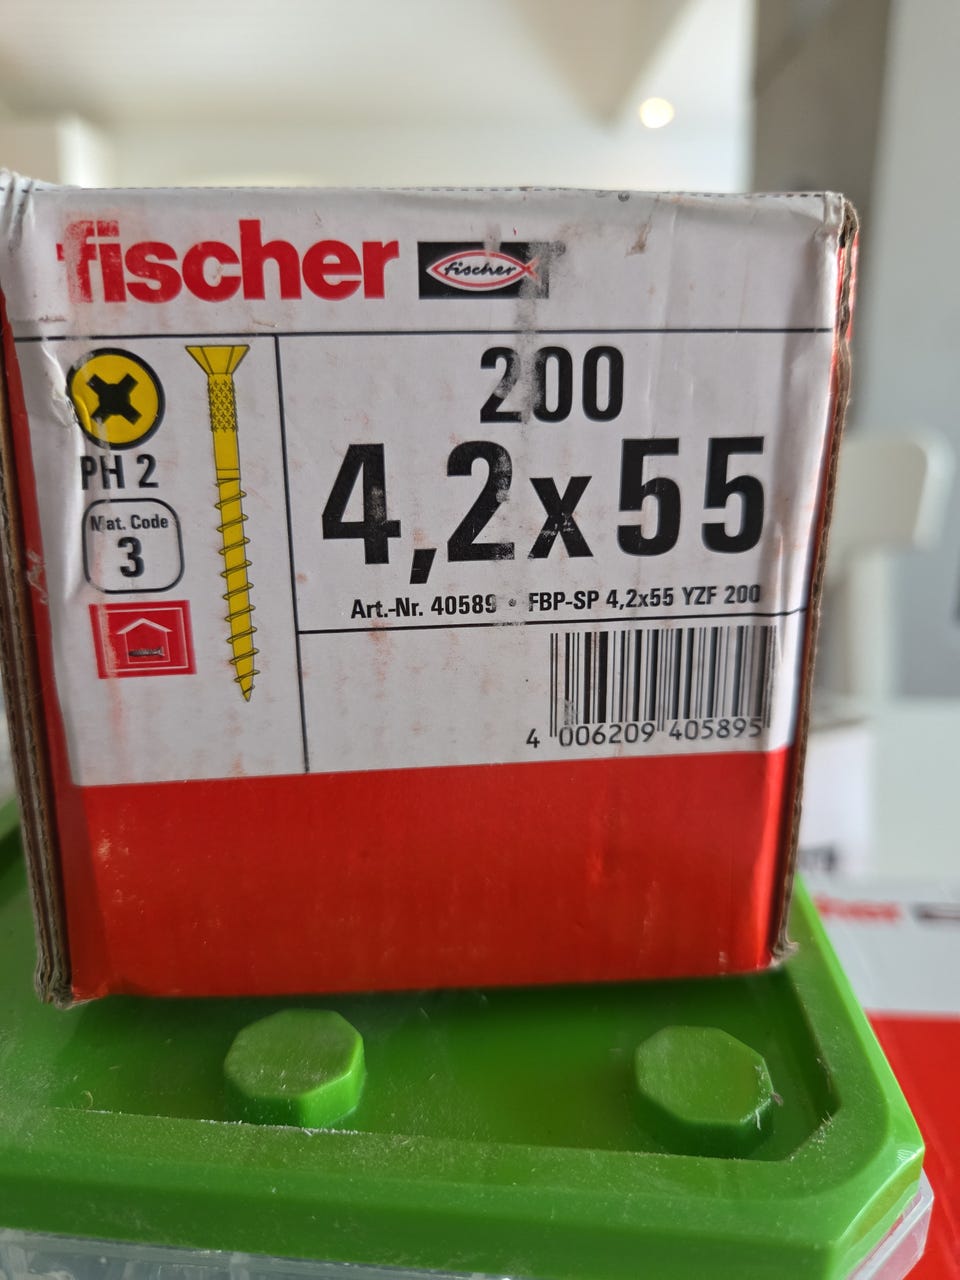 fischer fischer
200
4,2x55
PH 2
Mat. Code
3
Art.-Nr. 40589 • FBP-SP 4,2x55 YZF 200
4 006209 405895